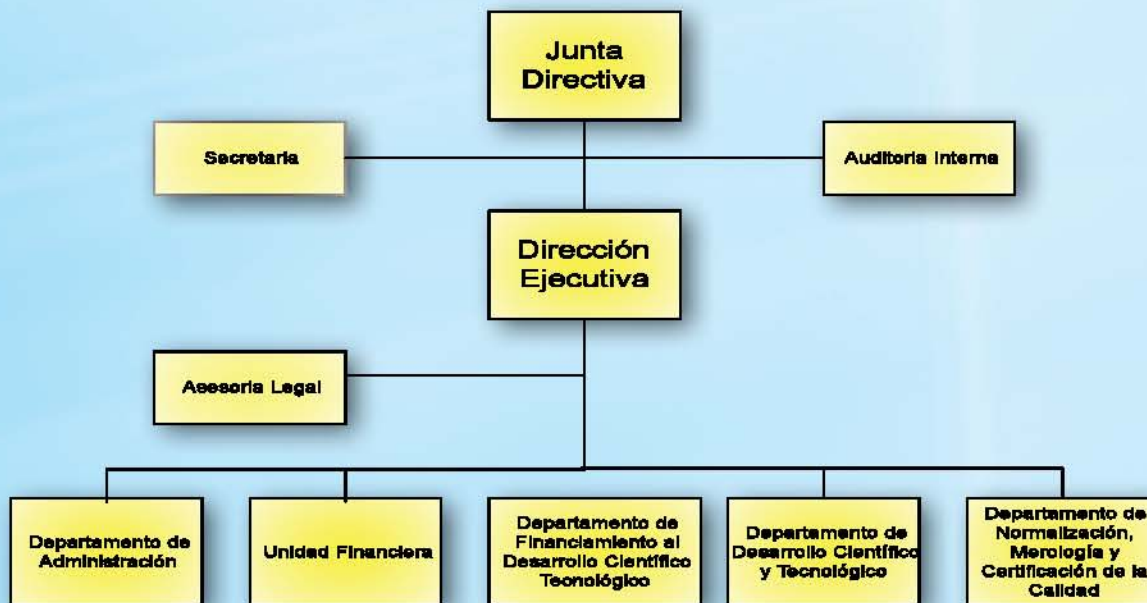 Junta
Directiva
Secretaria
Auditoria Interna
Dirección
Ejecutiva
Asesoria Legal
Departamento de
Administración
Unidad Financiera
Departamento de
Financiamiento al
Desarrollo Científico
Tecnológico
Departamento de
Desarrollo Científico
y Tecnológico
Departamento de
Normalización,
Merología y
Certificación de la
Calidad